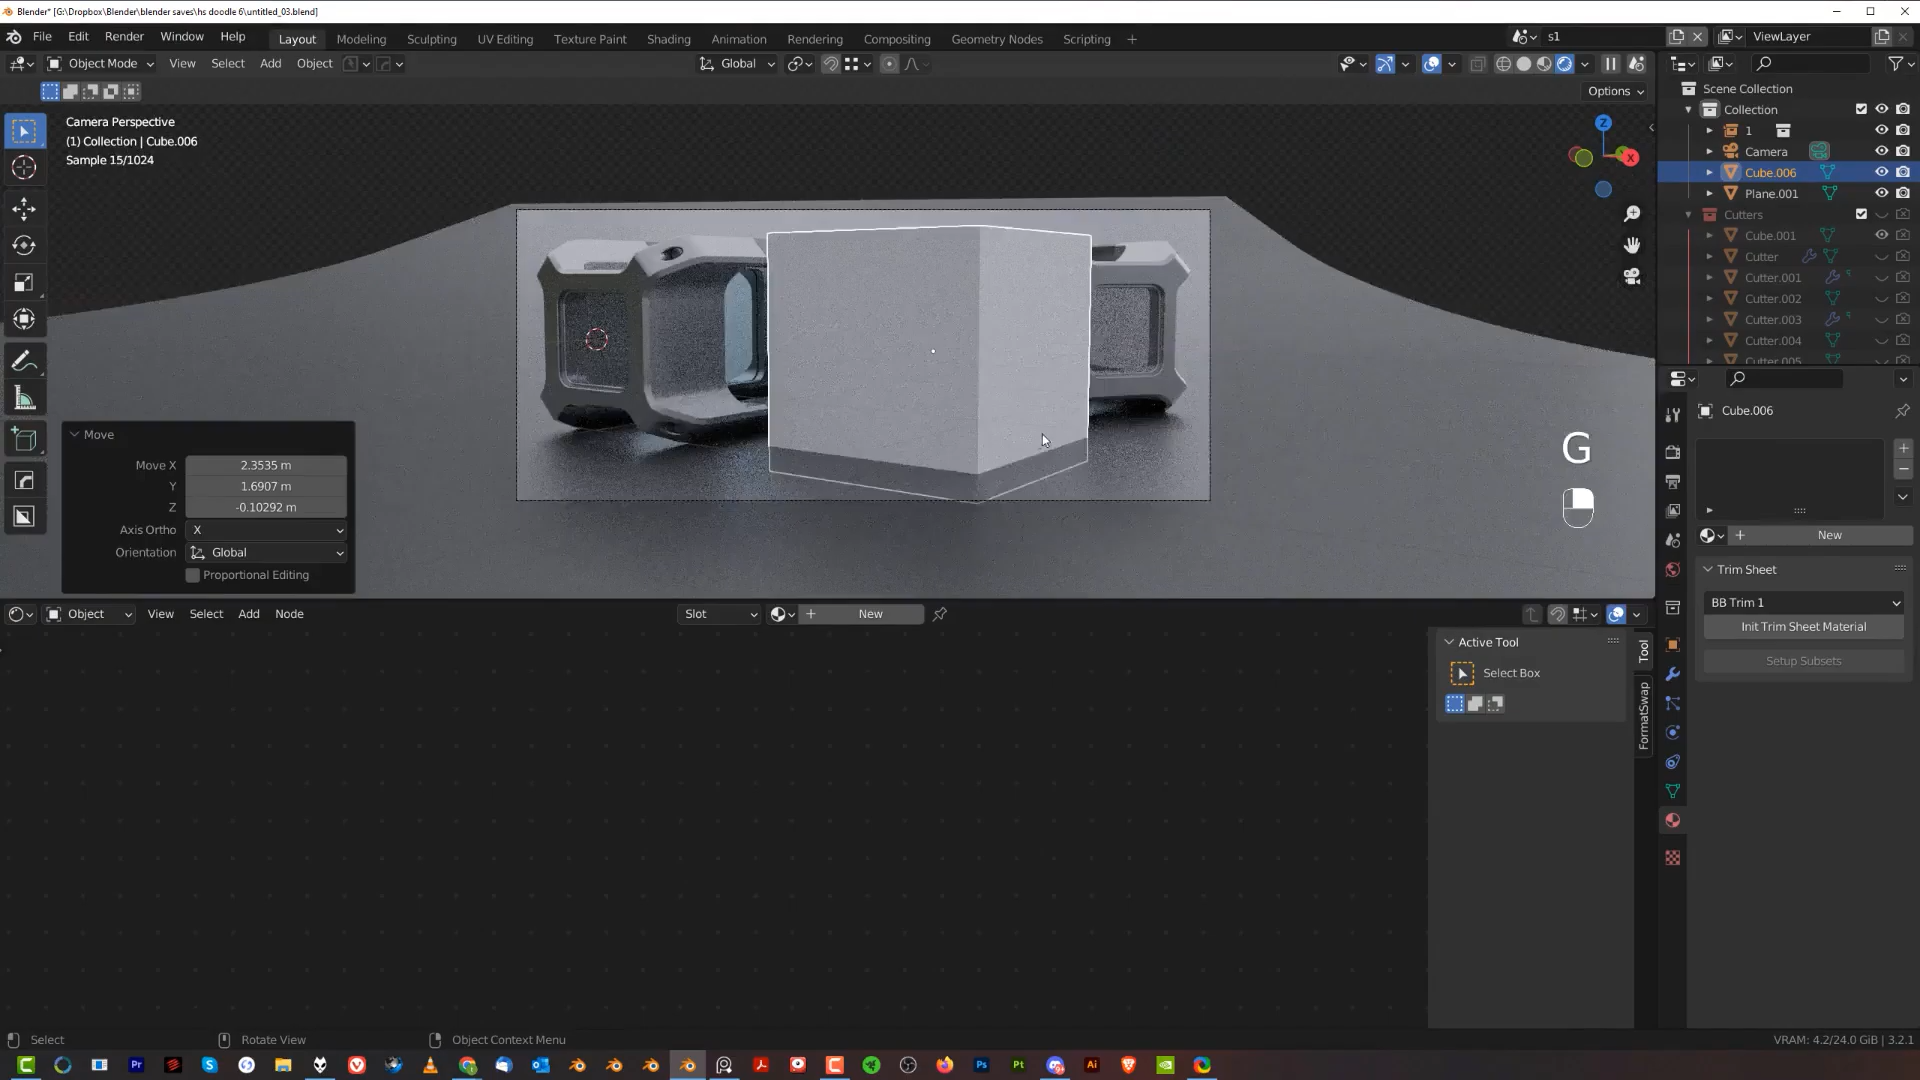 Blender* [G:\Dropbox\Blender\blender saves\hs doodle 6\untitled_03.blend]
File Edit Render Window Help Layout Modeling Sculpting UV Editing Texture Paint Shading Animation Rendering Compositing Geometry Nodes Scripting + s1 ViewLayer
Object Mode View Select Add Object Global
Options
Camera Perspective
(1) Collection | Cube.006
Sample 15/1024
Z
X
Scene Collection
Collection
1
Camera
Cube.006
Plane.001
Cutters
Cube.001
Cutter
Cutter.001
Cutter.002
Cutter.003
Cutter.004
Cutter.005
Move
Move X 2.3535 m
Y 1.6907 m
Z -0.10292 m
Axis Ortho X
Orientation Global
Proportional Editing
G
Cube.006
New
Trim Sheet
BB Trim 1
Init Trim Sheet Material
Setup Subsets
Object View Select Add Node Slot New
Active Tool
Select Box
Tool
FormatSwap
Select Rotate View Object Context Menu VRAM: 4.2/24.0 GiB | 3.2.1